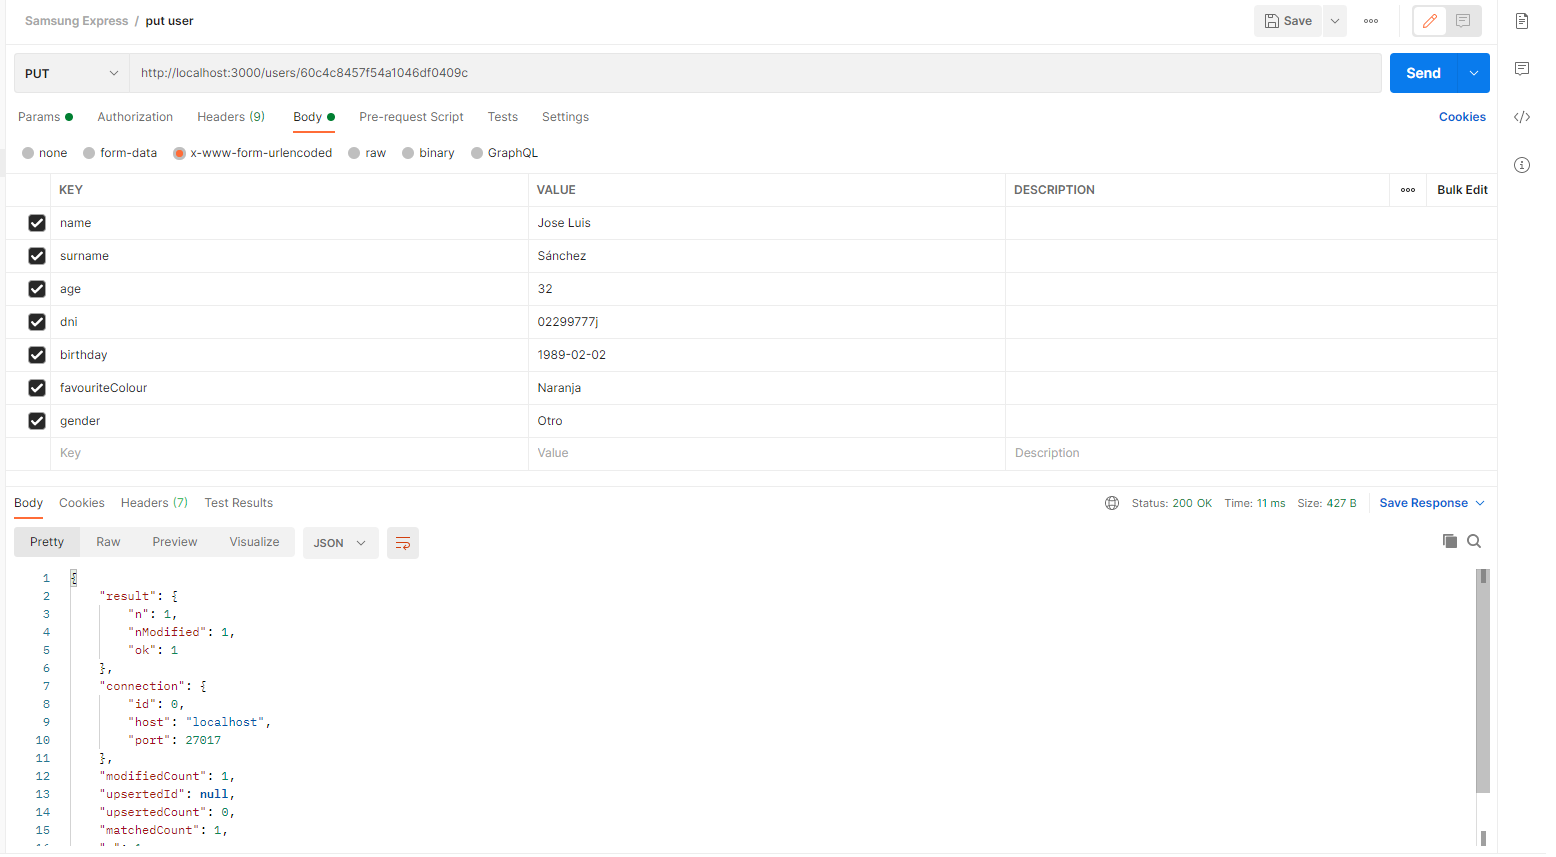 Samsung Express / put user
Save
PUT
http://localhost:3000/users/60c4c8457f54a1046df0409c
Send
Params Authorization Headers (9) Body Pre-request Script Tests Settings Cookies
none form-data x-www-form-urlencoded raw binary GraphQL
KEY VALUE DESCRIPTION Bulk Edit
name Jose Luis
surname Sánchez
age 32
dni 02299777j
birthday 1989-02-02
favouriteColour Naranja
gender Otro
Key Value Description
Body Cookies Headers (7) Test Results Status: 200 OK Time: 11 ms Size: 427 B Save Response
Pretty Raw Preview Visualize JSON
1 {
2 "result": {
3 "n": 1,
4 "nModified": 1,
5 "ok": 1
6 },
7 "connection": {
8 "id": 0,
9 "host": "localhost",
10 "port": 27017
11 },
12 "modifiedCount": 1,
13 "upsertedId": null,
14 "upsertedCount": 0,
15 "matchedCount": 1,